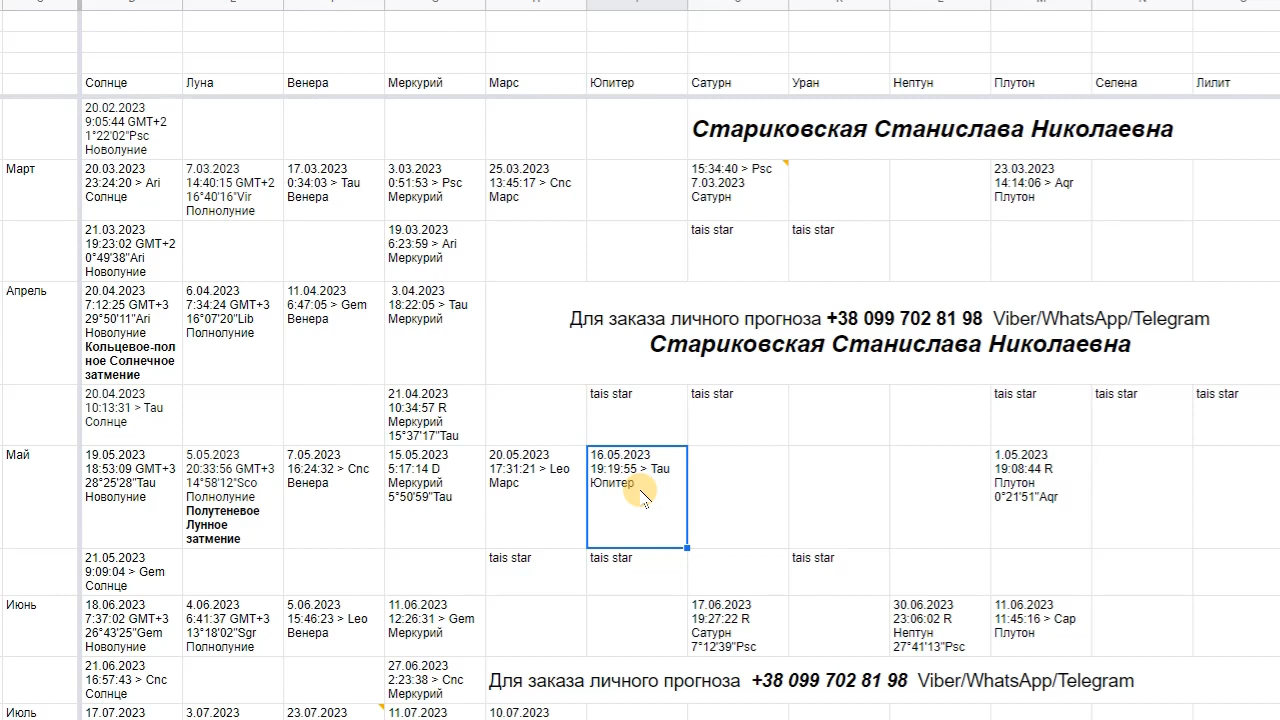 Солнце
Луна
Венера
Меркурий
Марс
Юпитер
Сатурн
Уран
Нептун
Плутон
Селена
Лилит
20.02.2023
9:05:44 GMT+2
1°22'02"Psc
Новолуние
Стариковская Станислава Николаевна
Март
20.03.2023
23:24:20 > Ari
Солнце
7.03.2023
14:40:15 GMT+2
16°40'16"Vir
Полнолуние
17.03.2023
0:34:03 > Tau
Венера
3.03.2023
0:51:53 > Psc
Меркурий
25.03.2023
13:45:17 > Cnc
Марс
15:34:40 > Psc
7.03.2023
Сатурн
23.03.2023
14:14:06 > Aqr
Плутон
21.03.2023
19:23:02 GMT+2
0°49'38"Ari
Новолуние
19.03.2023
6:23:59 > Ari
Меркурий
tais star
tais star
Апрель
20.04.2023
7:12:25 GMT+3
29°50'11"Ari
Новолуние
Кольцевое-пол
ное Солнечное
затмение
6.04.2023
7:34:24 GMT+3
16°07'20"Lib
Полнолуние
11.04.2023
6:47:05 > Gem
Венера
3.04.2023
18:22:05 > Tau
Меркурий
Для заказа личного прогноза +38 099 702 81 98 Viber/WhatsApp/Telegram
Стариковская Станислава Николаевна
20.04.2023
10:13:31 > Tau
Солнце
21.04.2023
10:34:57 R
Меркурий
15°37'17"Tau
tais star
tais star
tais star
tais star
tais star
Май
19.05.2023
18:53:09 GMT+3
28°25'28"Tau
Новолуние
5.05.2023
20:33:56 GMT+3
14°58'12"Sco
Полнолуние
Полутеневое
Лунное
затмение
7.05.2023
16:24:32 > Cnc
Венера
15.05.2023
5:17:14 D
Меркурий
5°50'59"Tau
20.05.2023
17:31:21 > Leo
Марс
16.05.2023
19:19:55 > Tau
Юпитер
1.05.2023
19:08:44 R
Плутон
0°21'51"Aqr
21.05.2023
9:09:04 > Gem
Солнце
tais star
tais star
tais star
Июнь
18.06.2023
7:37:02 GMT+3
26°43'25"Gem
Новолуние
4.06.2023
6:41:37 GMT+3
13°18'02"Sgr
Полнолуние
5.06.2023
15:46:23 > Leo
Венера
11.06.2023
12:26:31 > Gem
Меркурий
17.06.2023
19:27:22 R
Сатурн
7°12'39"Psc
30.06.2023
23:06:02 R
Нептун
27°41'13"Psc
11.06.2023
11:45:16 > Cap
Плутон
21.06.2023
16:57:43 > Cnc
Солнце
27.06.2023
2:23:38 > Cnc
Меркурий
Для заказа личного прогноза +38 099 702 81 98 Viber/WhatsApp/Telegram
Июль
17.07.2023
3.07.2023
23.07.2023
11.07.2023
10.07.2023